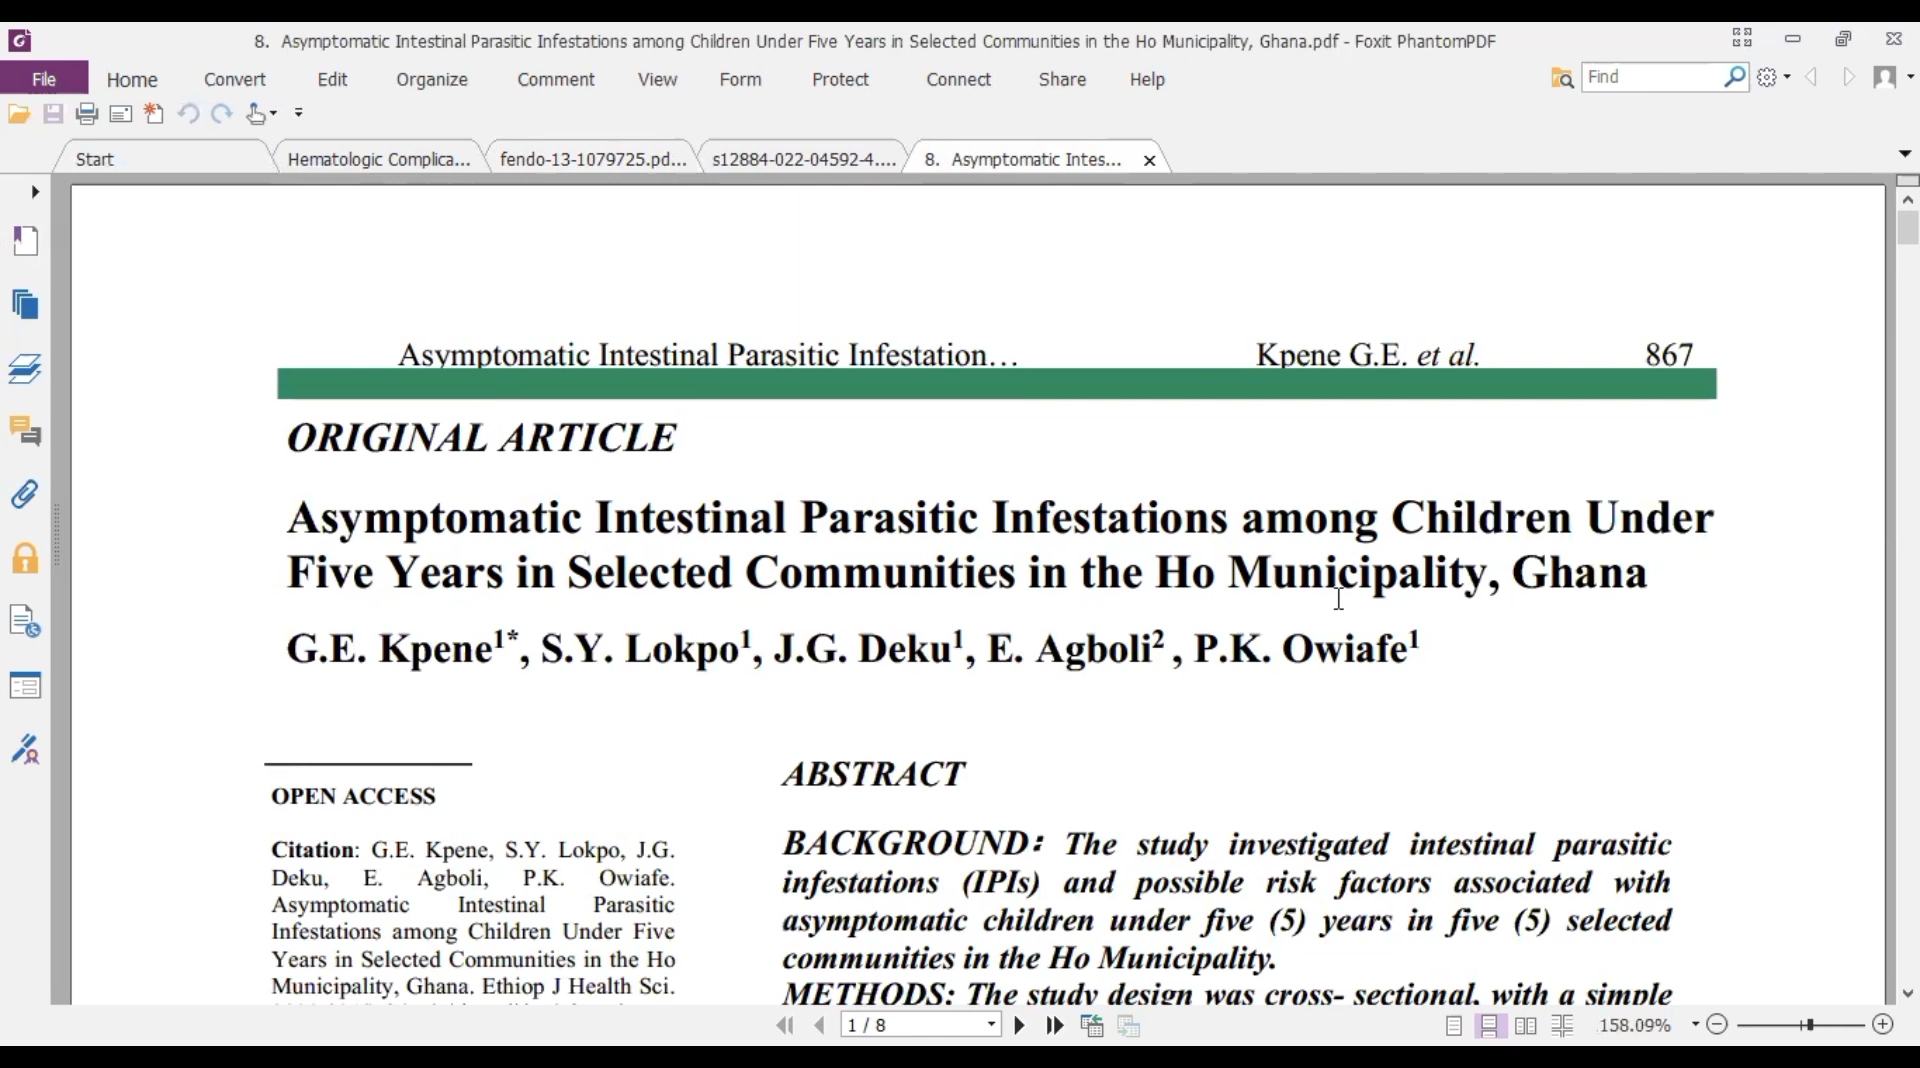 8. Asymptomatic Intestinal Parasitic Infestations among Children Under Five Years in Selected Communities in the Ho Municipality, Ghana.pdf - Foxit PhantomPDF
File Home Convert Edit Organize Comment View Form Protect Connect Share Help Find
Start Hematologic Complica... fendo-13-1079725.pd... s12884-022-04592-4.... 8. Asymptomatic Intes...
Asymptomatic Intestinal Parasitic Infestation… Kpene G.E. et al. 867
ORIGINAL ARTICLE
Asymptomatic Intestinal Parasitic Infestations among Children Under
Five Years in Selected Communities in the Ho Municipality, Ghana
G.E. Kpene1*, S.Y. Lokpo1, J.G. Deku1, E. Agboli2 , P.K. Owiafe1
OPEN ACCESS
Citation: G.E. Kpene, S.Y. Lokpo, J.G.
Deku, E. Agboli, P.K. Owiafe.
Asymptomatic Intestinal Parasitic
Infestations among Children Under Five
Years in Selected Communities in the Ho
Municipality, Ghana. Ethiop J Health Sci.
ABSTRACT
BACKGROUND: The study investigated intestinal parasitic
infestations (IPIs) and possible risk factors associated with
asymptomatic children under five (5) years in five (5) selected
communities in the Ho Municipality.
METHODS: The study design was cross- sectional, with a simple
1 / 8 158.09%